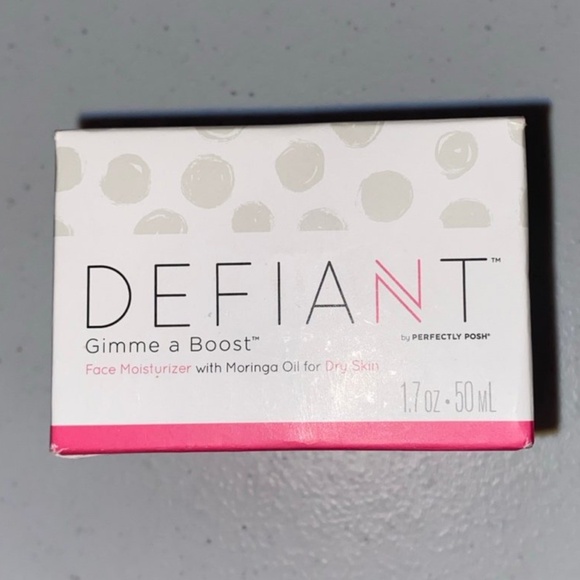 DEFIANT™
Gimme a Boost™
by PERFECTLY POSH®
Face Moisturizer with Moringa Oil for Dry Skin
1.7 oz • 50 mL